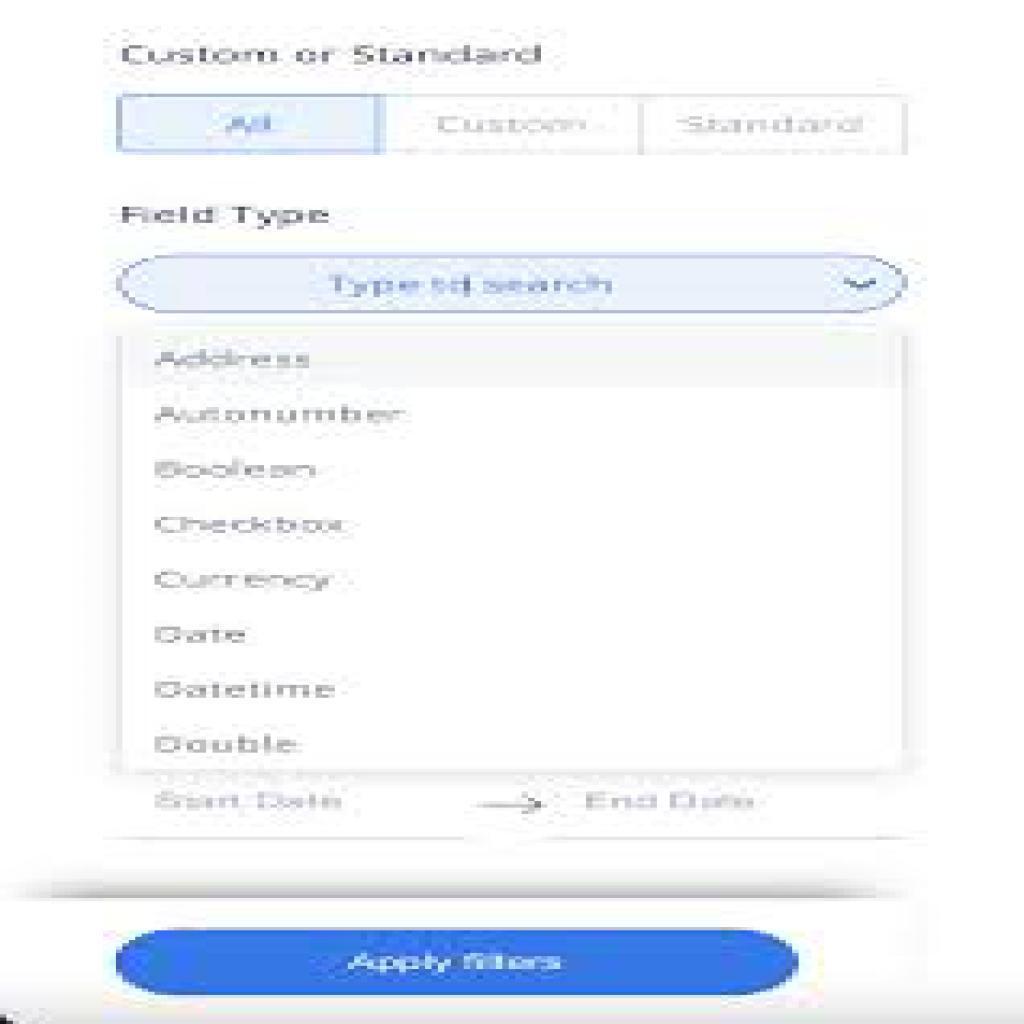 Custom or Standard
All Custom Standard
Field Type
Type to search
Address
Autonumber
Boolean
Checkbox
Currency
Date
Datetime
Double
Start Date → End Date
Apply filters